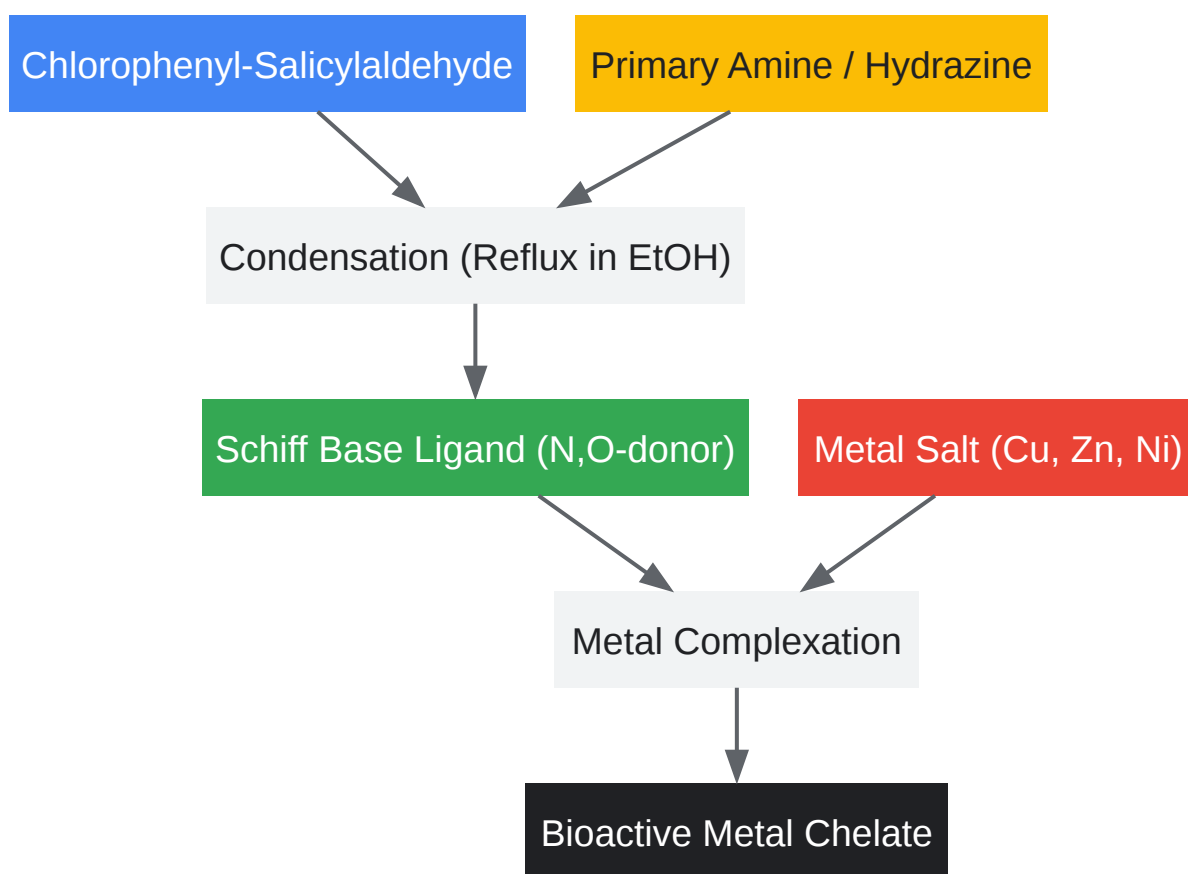 Chlorophenyl-Salicylaldehyde
Primary Amine / Hydrazine
Condensation (Reflux in EtOH)
Schiff Base Ligand (N,O-donor)
Metal Salt (Cu, Zn, Ni)
Metal Complexation
Bioactive Metal Chelate